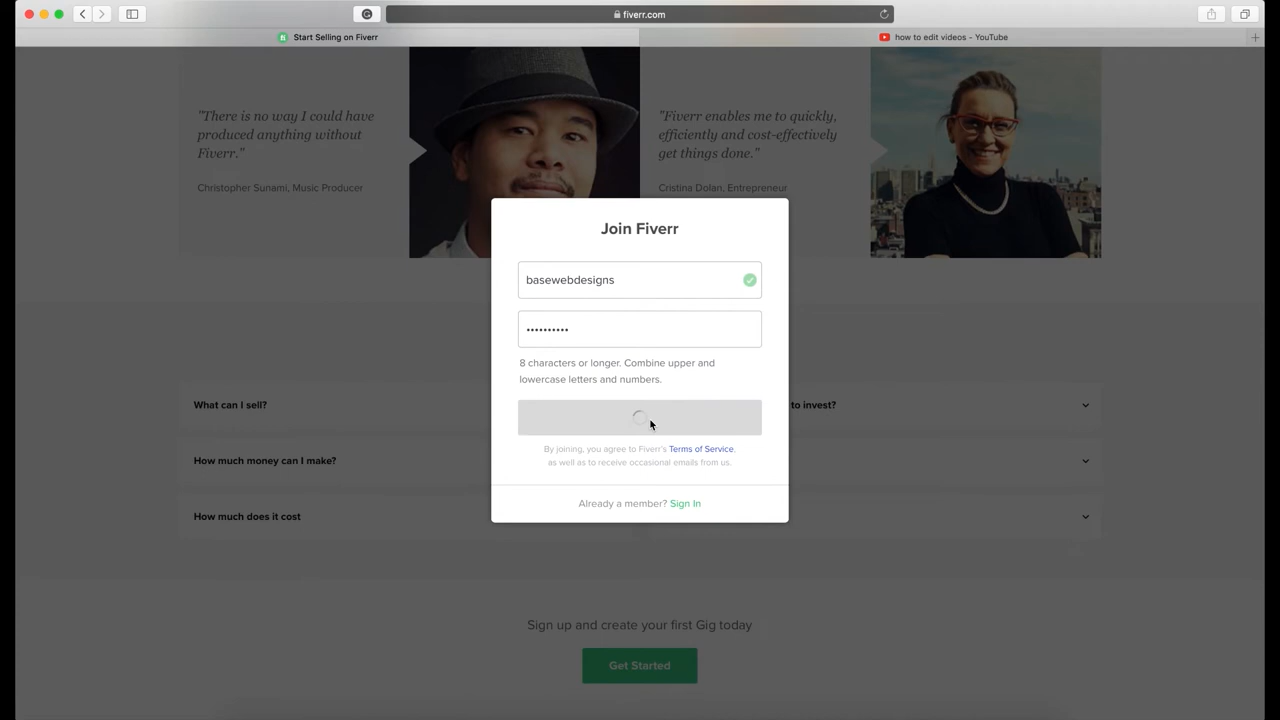 fiverr.com
Start Selling on Fiverr
how to edit videos - YouTube
"There is no way I could have
produced anything without
Fiverr."
Christopher Sunami, Music Producer
"Fiverr enables me to quickly,
efficiently and cost-effectively
get things done."
Cristina Dolan, Entrepreneur
Join Fiverr
basewebdesigns
8 characters or longer. Combine upper and
lowercase letters and numbers.
By joining, you agree to Fiverr's Terms of Service,
as well as to receive occasional emails from us.
Already a member? Sign In
What can I sell?
to invest?
How much money can I make?
How much does it cost
Sign up and create your first Gig today
Get Started